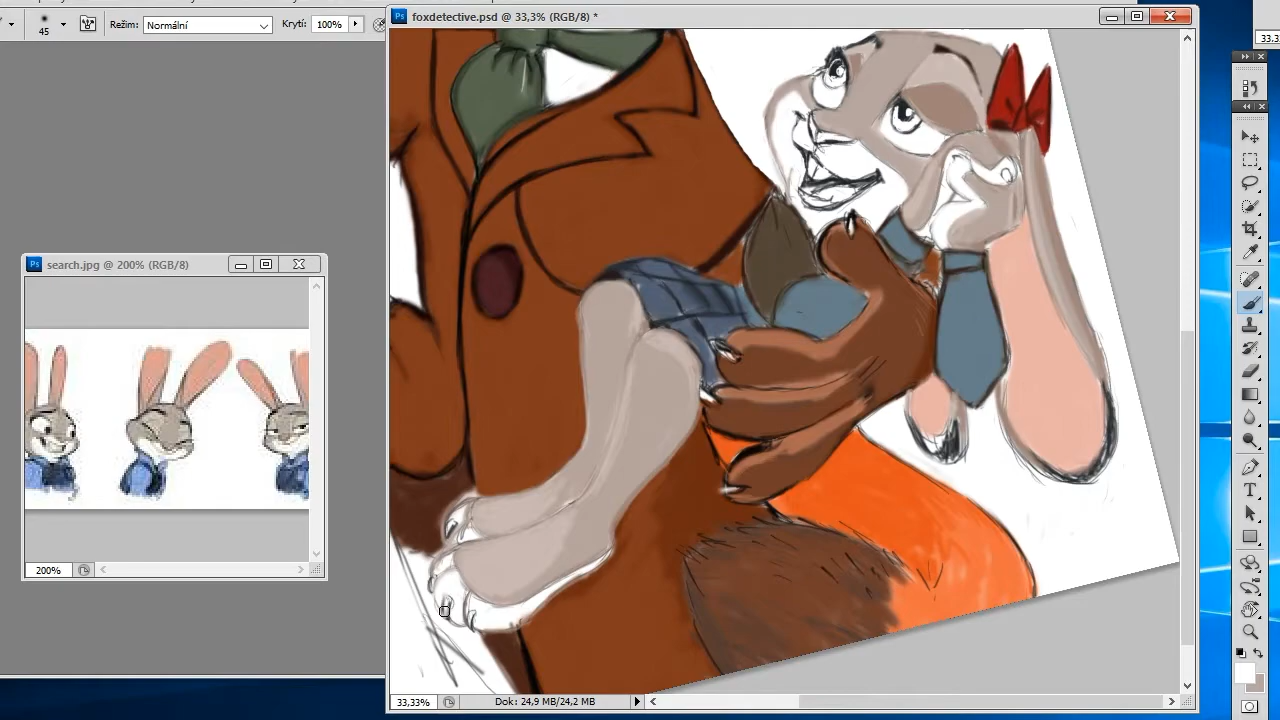 45
Režim:
Normální
Krytí:
100%
Ps
foxdetective.psd @ 33,3% (RGB/8) *
33.3
Ps
search.jpg @ 200% (RGB/8)
200%
T
33,33%
Dok: 24,9 MB/24,2 MB